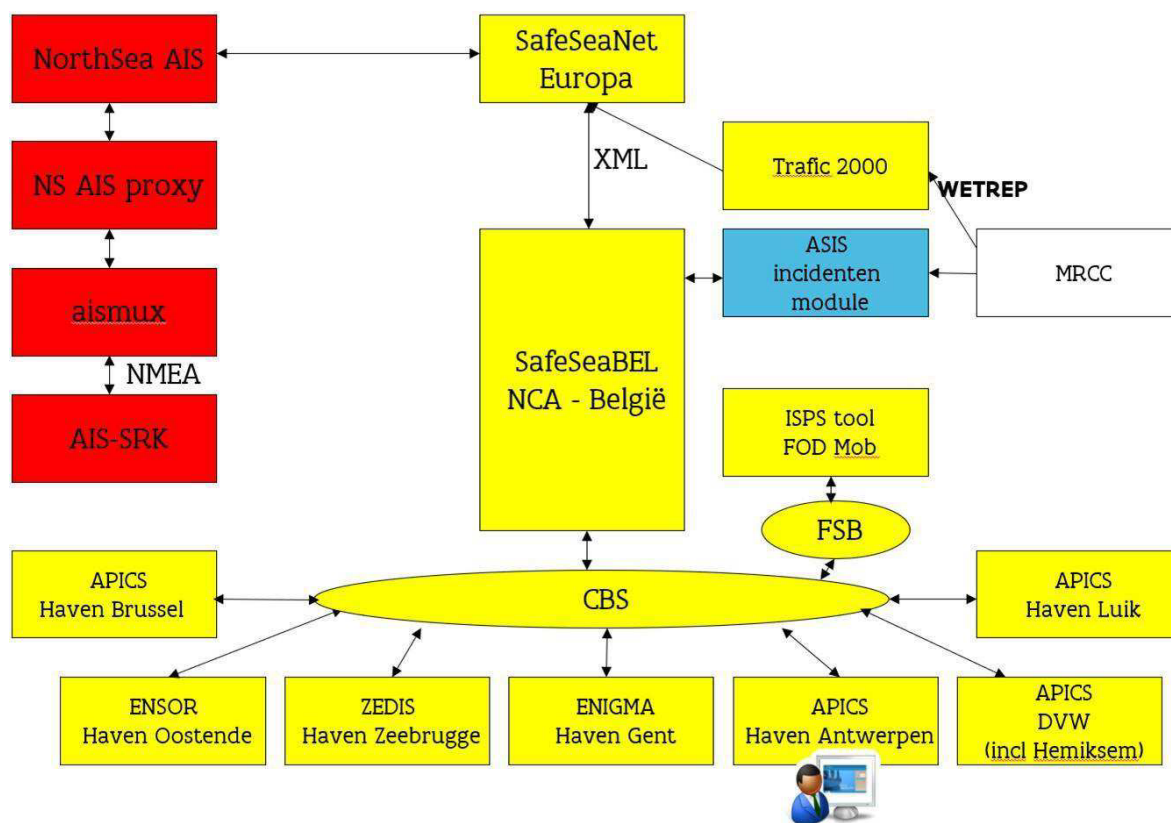 NorthSea AIS
SafeSeaNet
Europa
NS AIS proxy
XML
Trafic 2000
WETREP
aismux
ASIS
incidenten
module
MRCC
NMEA
SafeSeaBEL
NCA - België
AIS-SRK
ISPS tool
FOD Mob
FSB
APICS
Haven Brussel
CBS
APICS
Haven Luik
ENSOR
Haven Oostende
ZEDIS
Haven Zeebrugge
ENIGMA
Haven Gent
APICS
Haven Antwerpen
APICS
DVW
(incl Hemiksem)